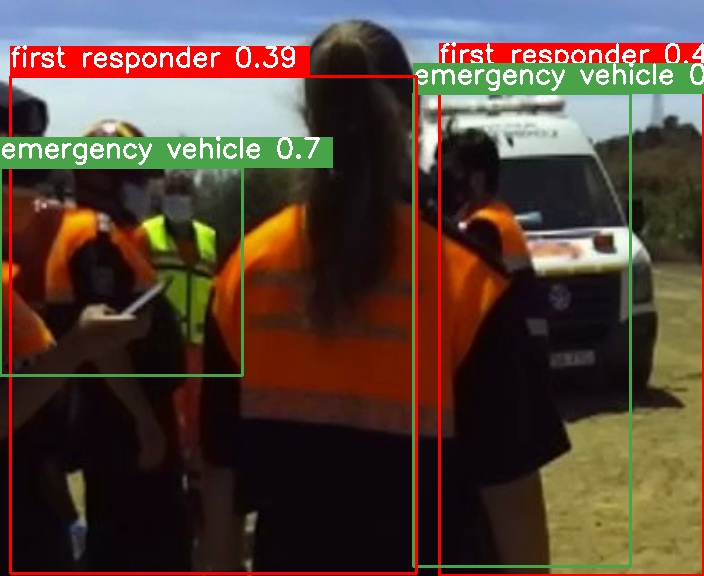 first responder 0.39
first responder 0.4
emergency vehicle 0
emergency vehicle 0.7